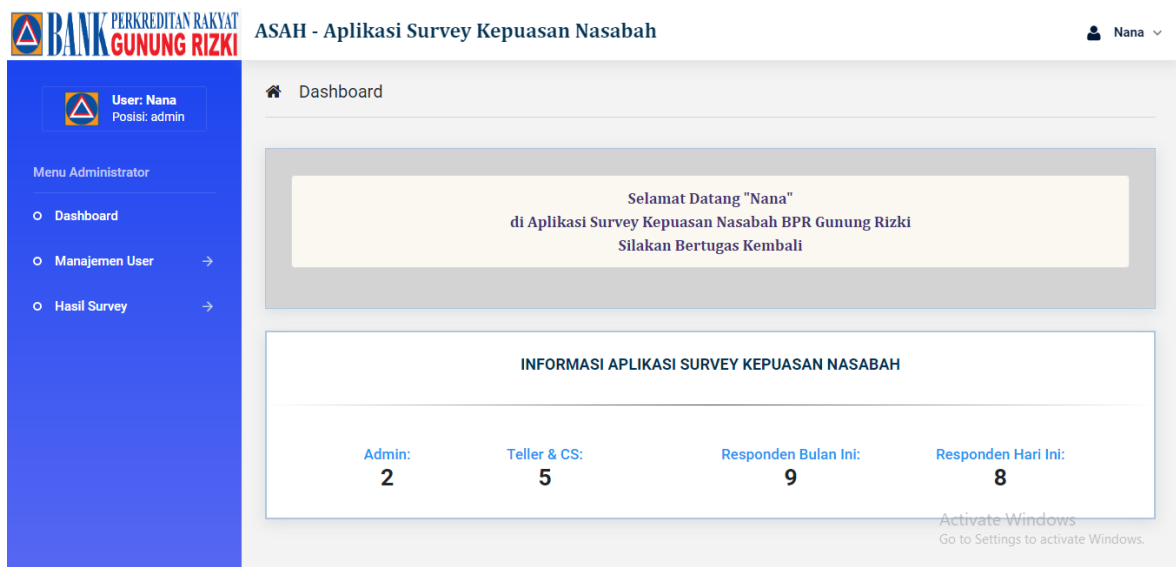 BANK PERKREDITAN RAKYAT
GUNUNG RIZKI
ASAH - Aplikasi Survey Kepuasan Nasabah
Nana
User: Nana
Posisi: admin
Menu Administrator
Dashboard
Manajemen User
Hasil Survey
Dashboard
Selamat Datang "Nana"
di Aplikasi Survey Kepuasan Nasabah BPR Gunung Rizki
Silakan Bertugas Kembali
INFORMASI APLIKASI SURVEY KEPUASAN NASABAH
Admin:
2
Teller & CS:
5
Responden Bulan Ini:
9
Responden Hari Ini:
8
Activate Windows
Go to Settings to activate Windows.